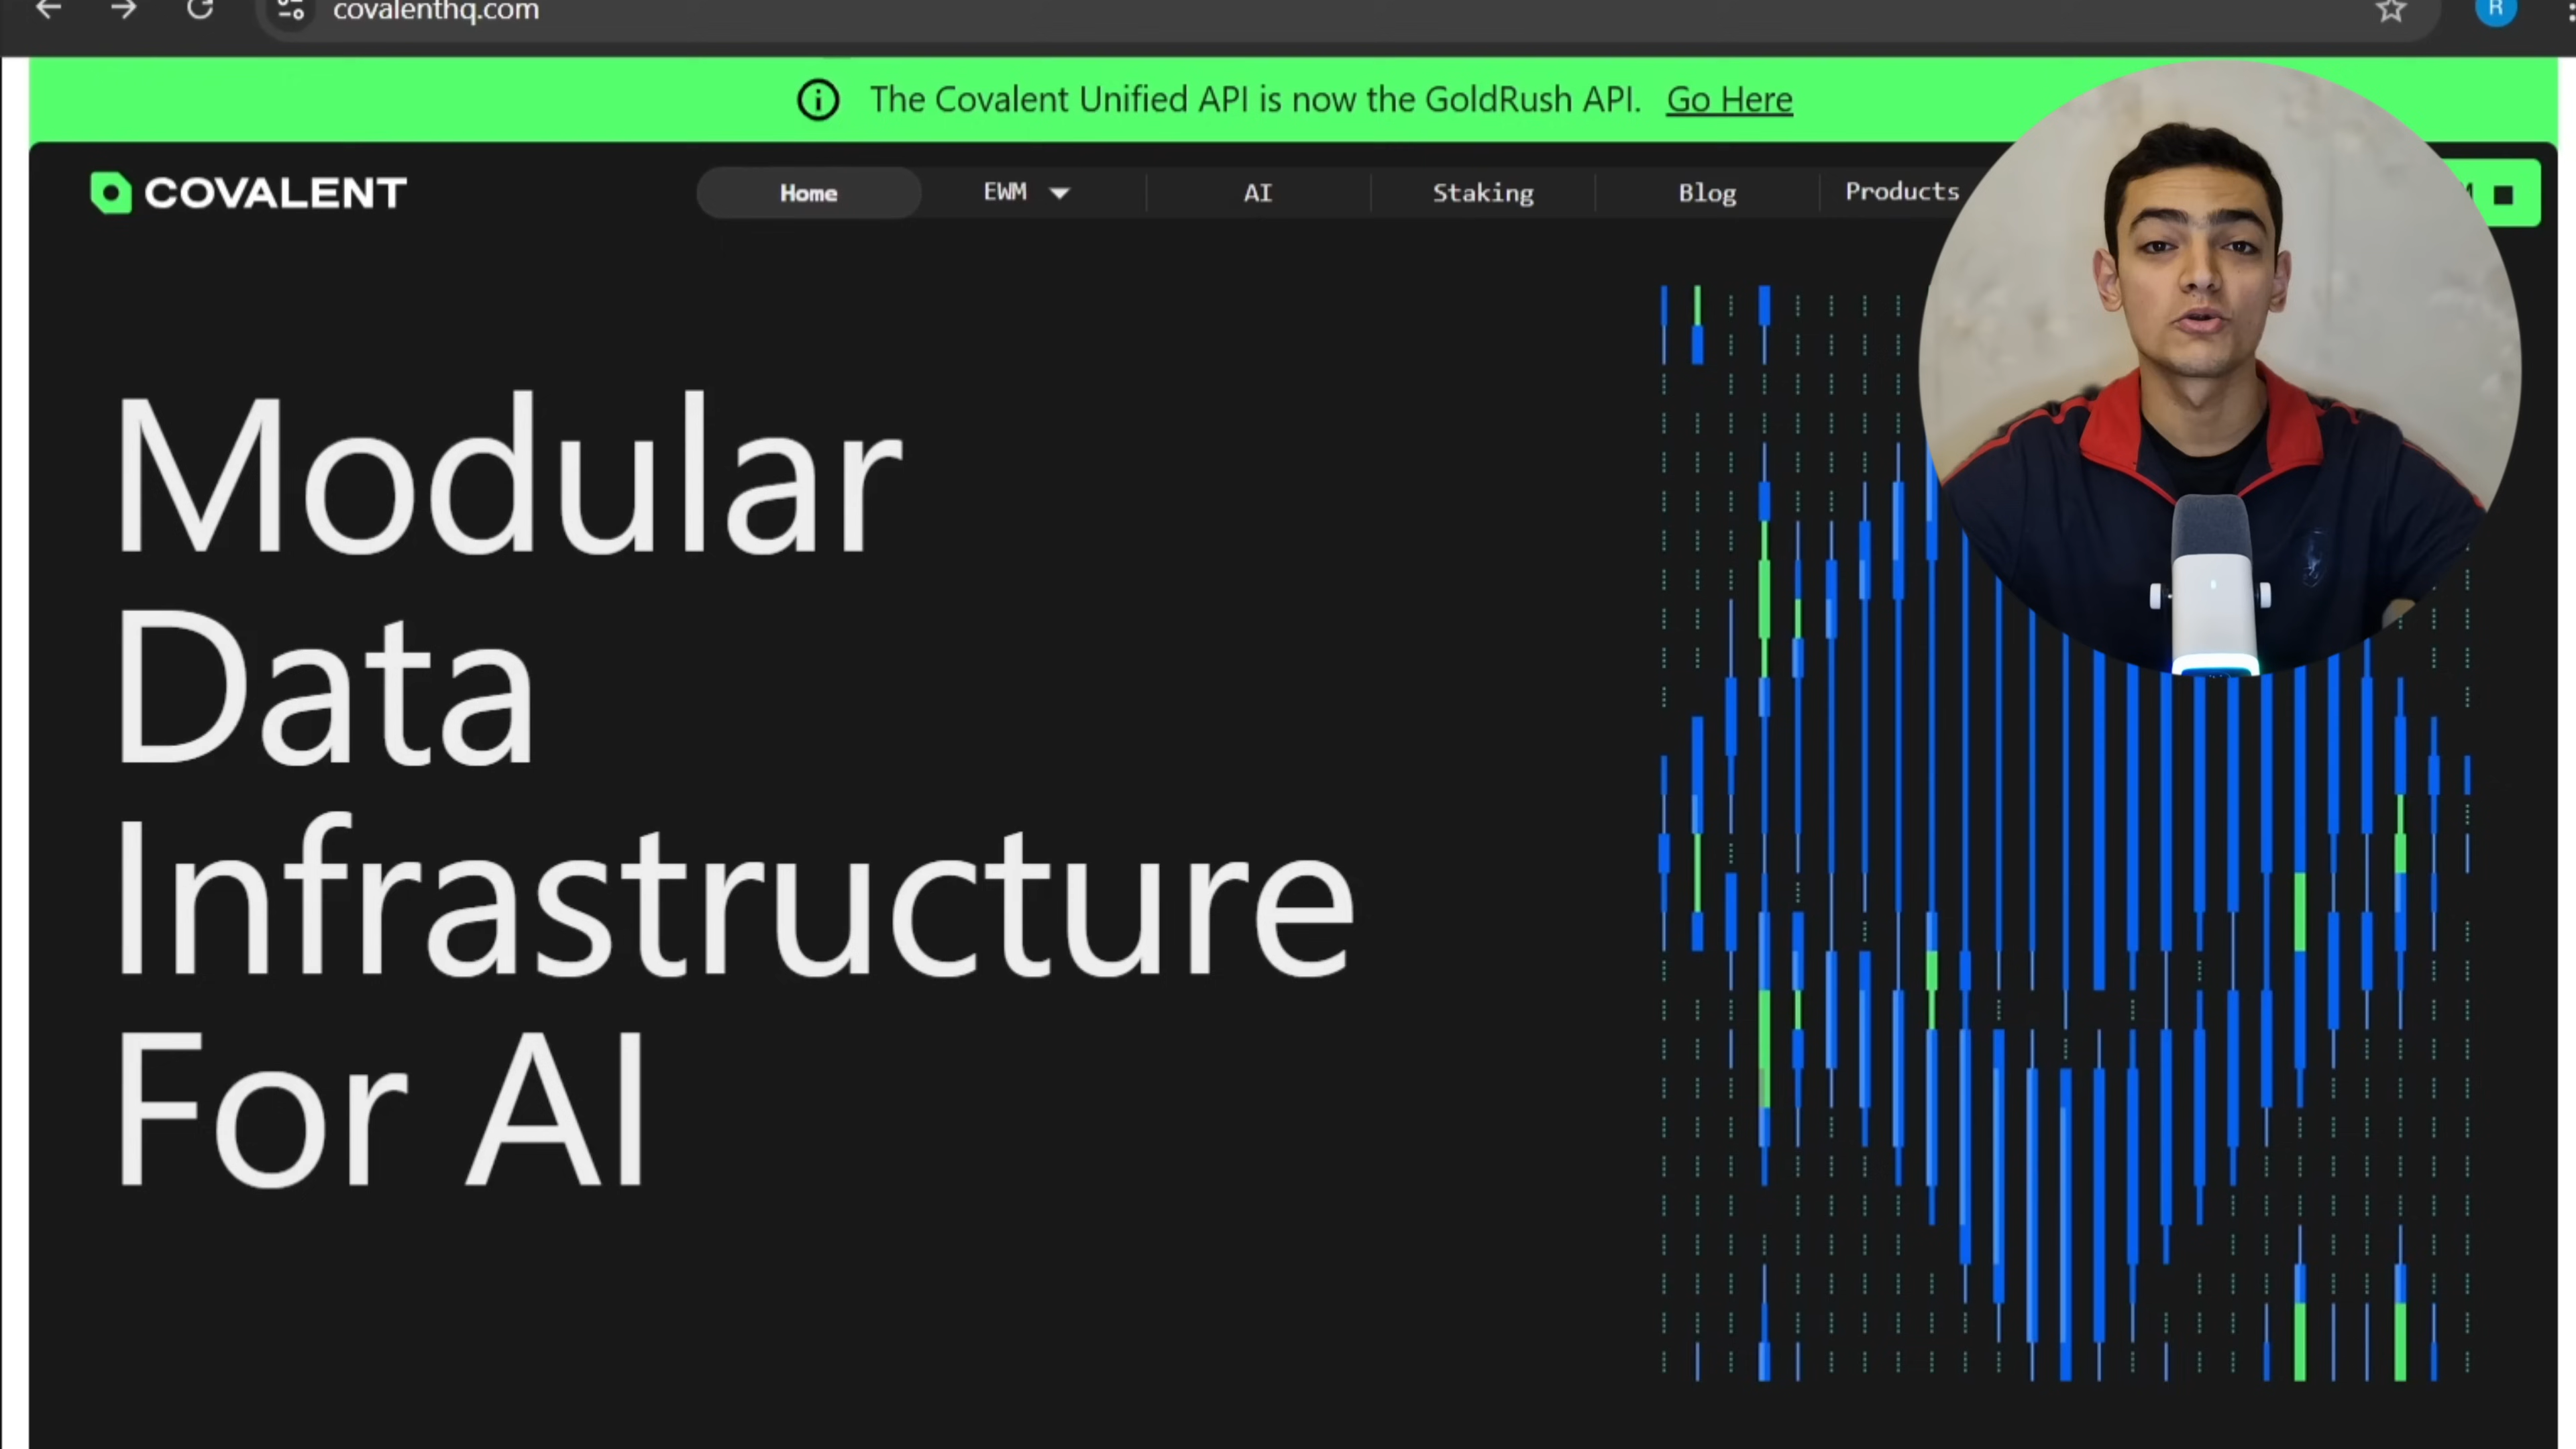 covalenthq.com
R
The Covalent Unified API is now the GoldRush API. Go Here
COVALENT
Home EWM AI Staking Blog Products
Modular
Data
Infrastructure
For AI